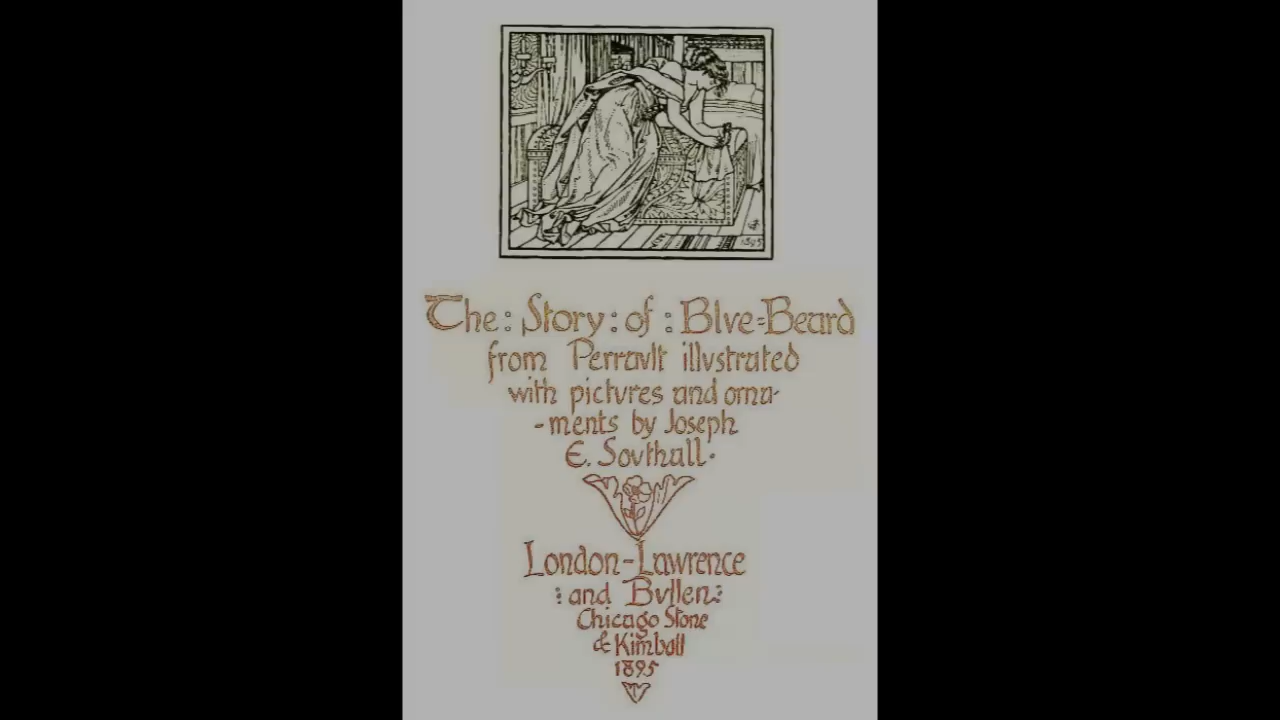 1895
The : Story : of : Blve=Beard
from Perravlt illvstrated
with pictvres and orna-
-ments by Joseph
E. Sovthall.
London-Lawrence
: and Bvllen :
Chicago Stone
& Kimball
1895